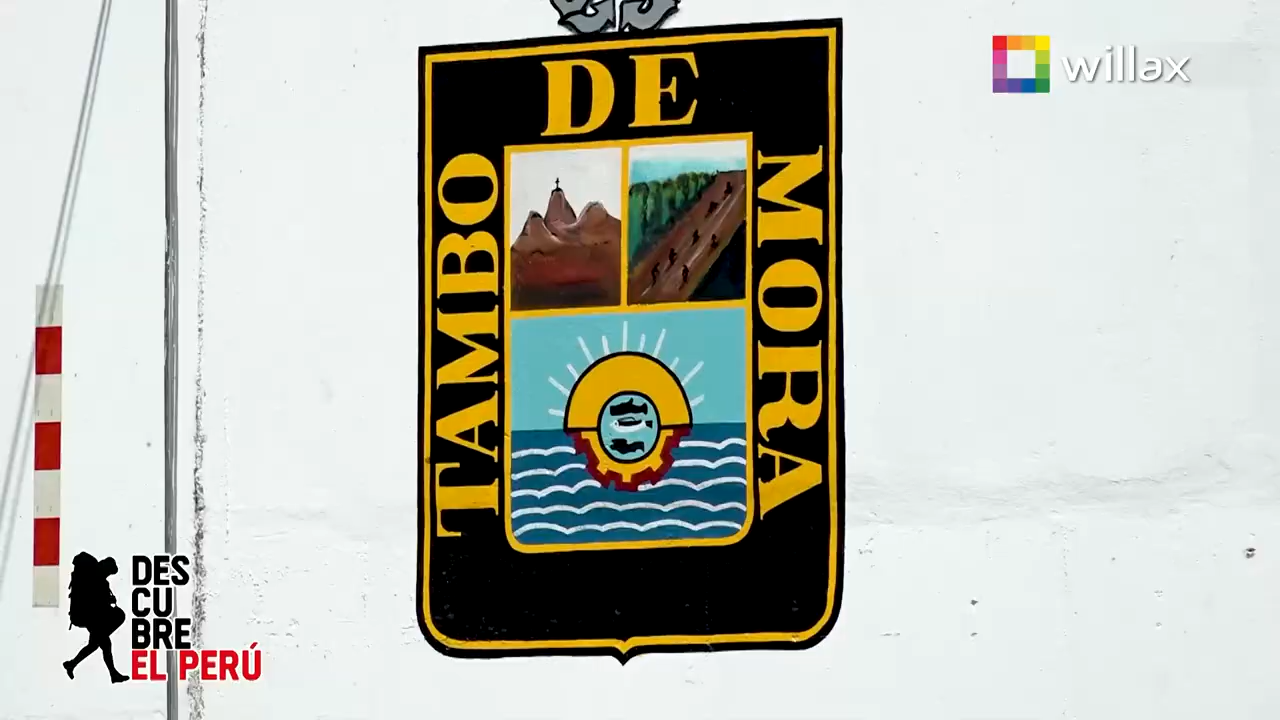 willax
DE
TAMBO
MORA
DES
CU
BRE
EL PERÚ